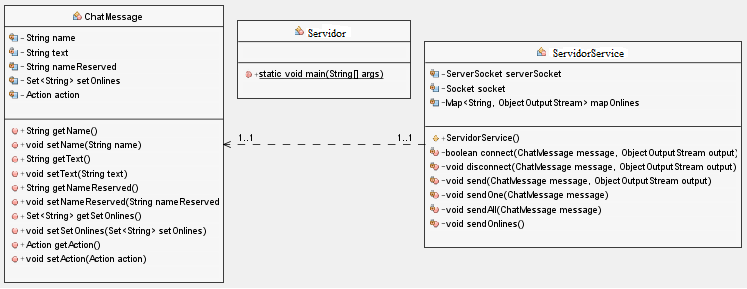 ChatMessage
- String name
- String text
- String nameReserved
- Set<String> setOnlines
- Action action
+ String getName()
+ void setName(String name)
+ String getText()
+ void setText(String text)
+ String getNameReserved()
+ void setNameReserved(String nameReserved
+ Set<String> getSetOnlines()
+ void setSetOnlines(Set<String> setOnlines)
+ Action getAction()
+ void setAction(Action action)
Servidor
+ static void main(String[] args)
1..1
1..1
ServidorService
- ServerSocket serverSocket
- Socket socket
- Map<String, ObjectOutputStream> mapOnlines
+ ServidorService()
- boolean connect(ChatMessage message, ObjectOutputStream output)
- void disconnect(ChatMessage message, ObjectOutputStream output)
- void send(ChatMessage message, ObjectOutputStream output)
- void sendOne(ChatMessage message)
- void sendAll(ChatMessage message)
- void sendOnlines()